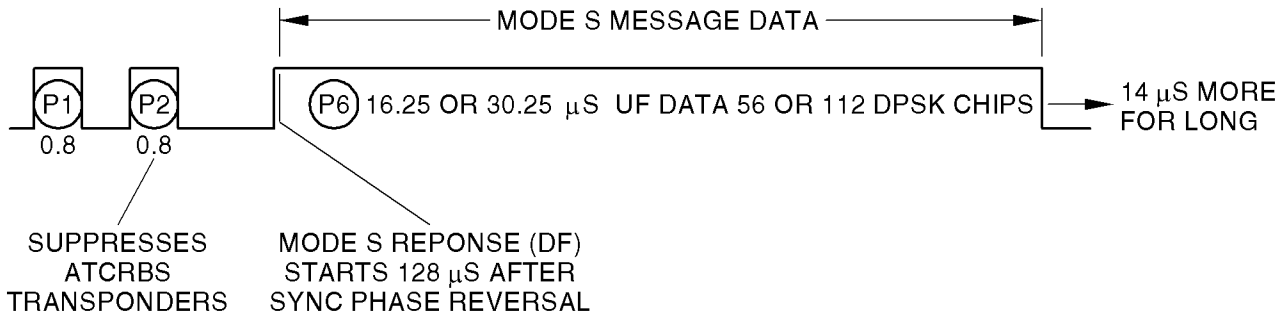 MODE S MESSAGE DATA
P1
P2
P6 16.25 OR 30.25 µS UF DATA 56 OR 112 DPSK CHIPS
14 µS MORE
FOR LONG
0.8
0.8
SUPPRESSES
ATCRBS
TRANSPONDERS
MODE S REPONSE (DF)
STARTS 128 µS AFTER
SYNC PHASE REVERSAL